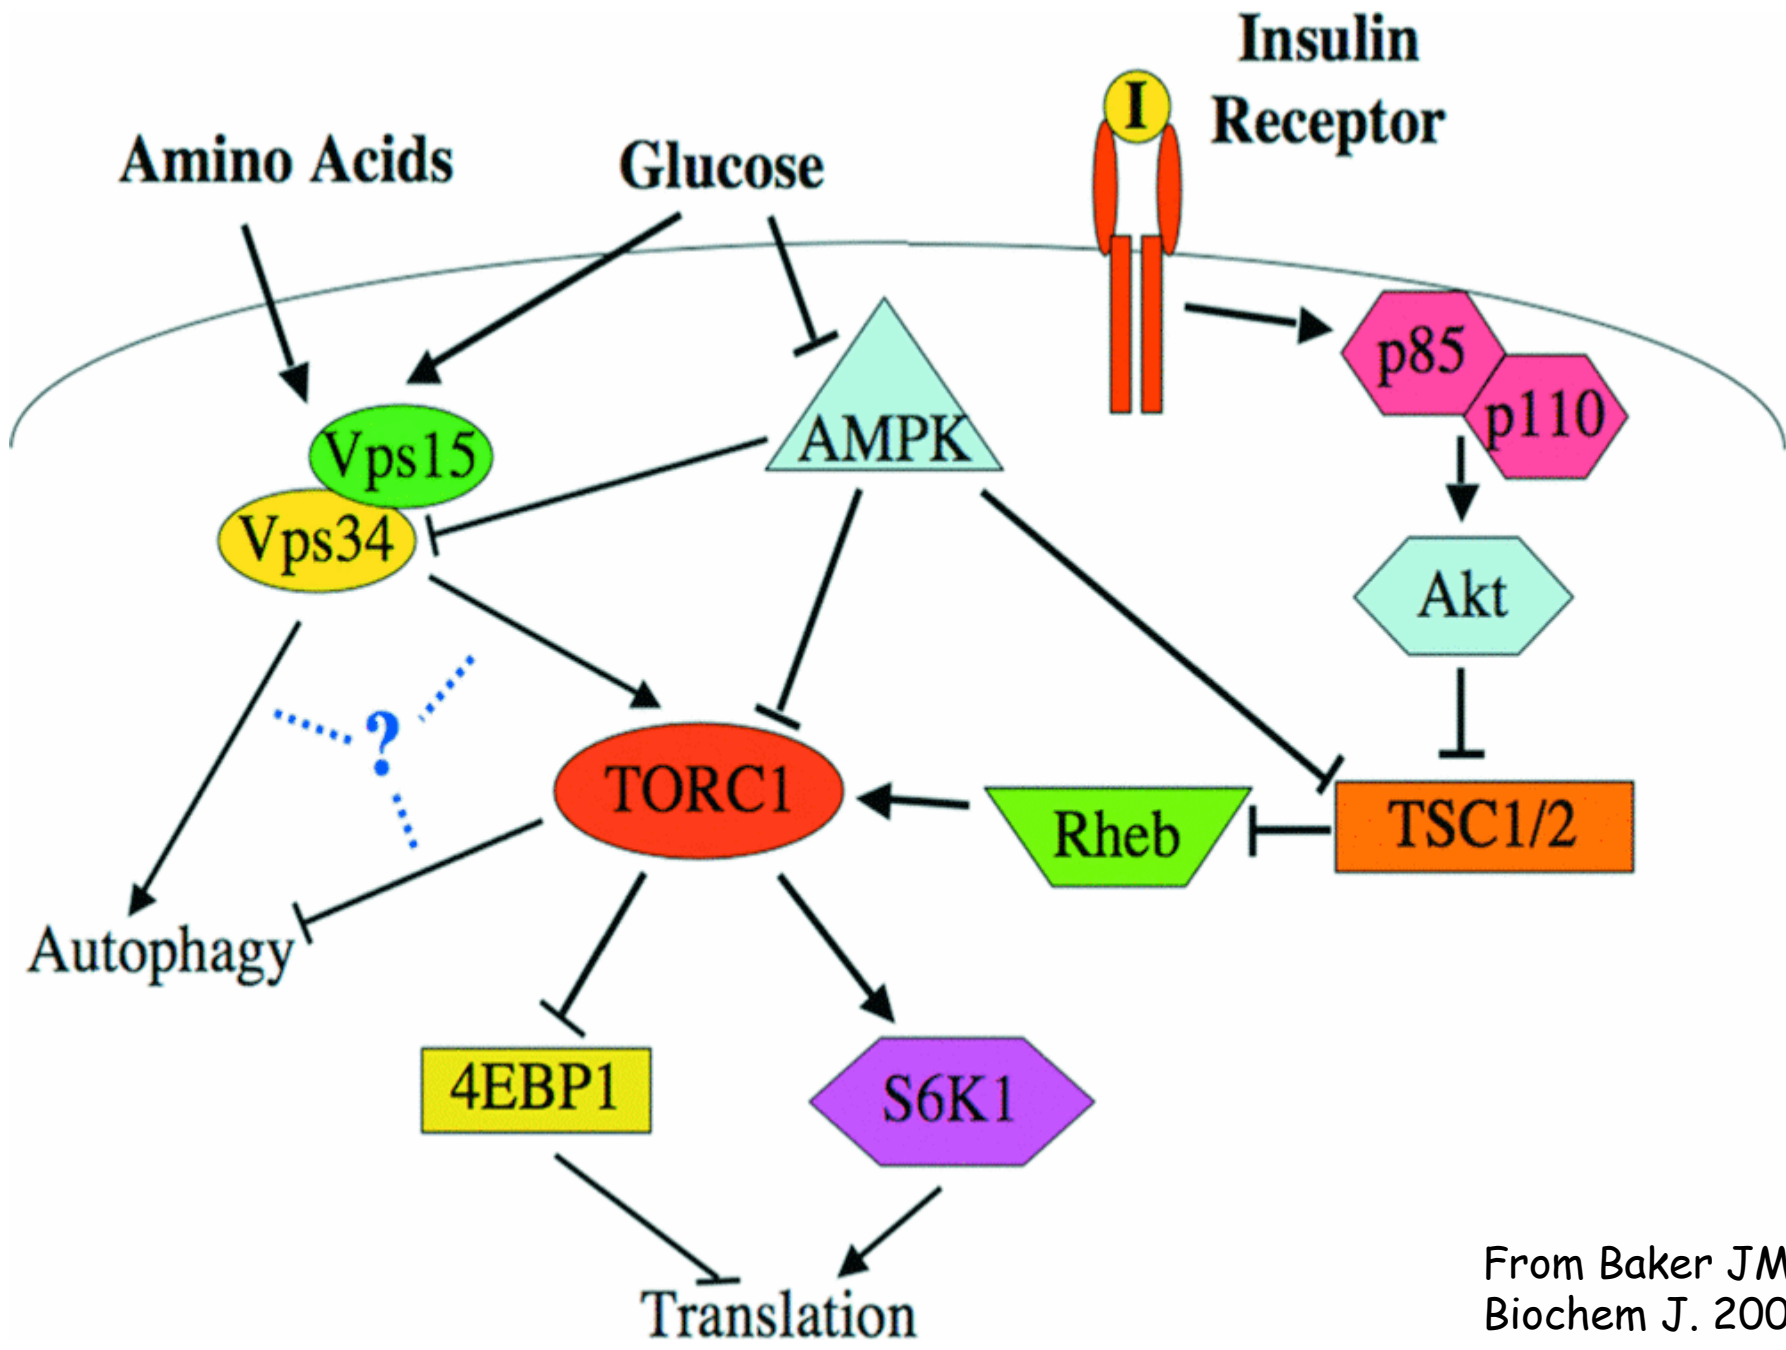 Insulin
Receptor
I
Amino Acids
Glucose
p85
p110
AMPK
Vps15
Vps34
Akt
?
TORC1
Rheb
TSC1/2
Autophagy
4EBP1
S6K1
Translation
From Baker JM
Biochem J. 200